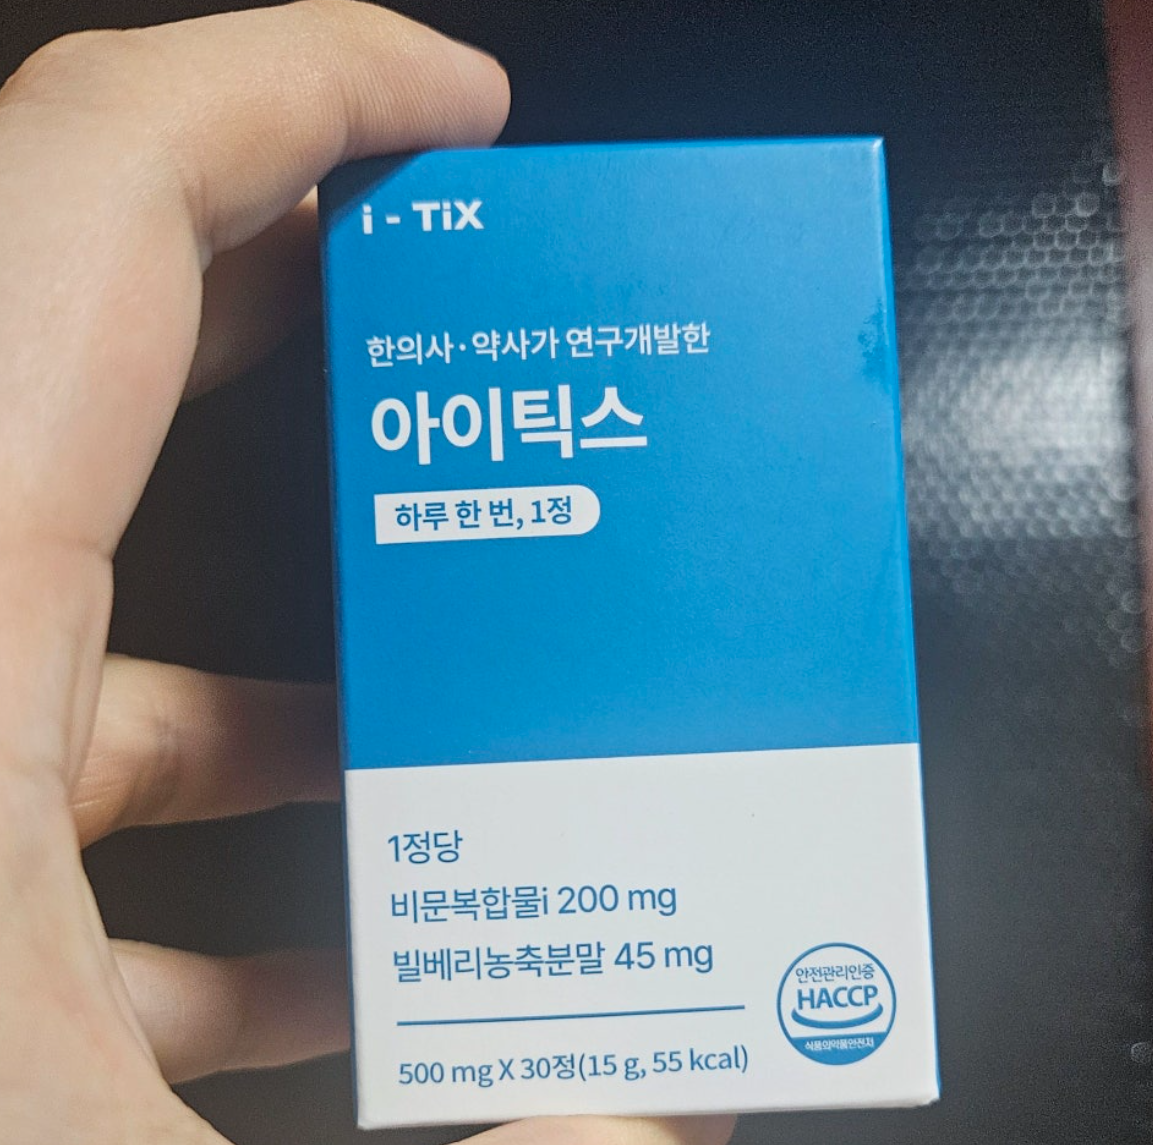 i - TiX
한의사·약사가 연구개발한
아이틱스
하루 한 번, 1정
1정당
비문복합물i 200 mg
빌베리농축분말 45 mg
500 mg X 30정(15 g, 55 kcal)
안전관리인증
HACCP
식품의약품안전처